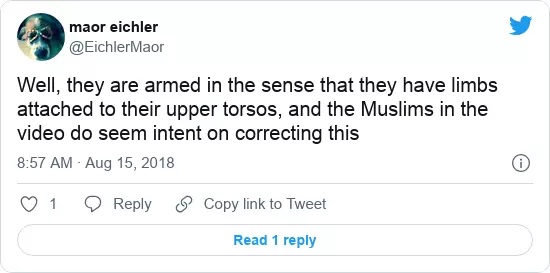 maor eichler
@EichlerMaor
Well, they are armed in the sense that they have limbs
attached to their upper torsos, and the Muslims in the
video do seem intent on correcting this
8:57 AM · Aug 15, 2018
1 Reply Copy link to Tweet
Read 1 reply